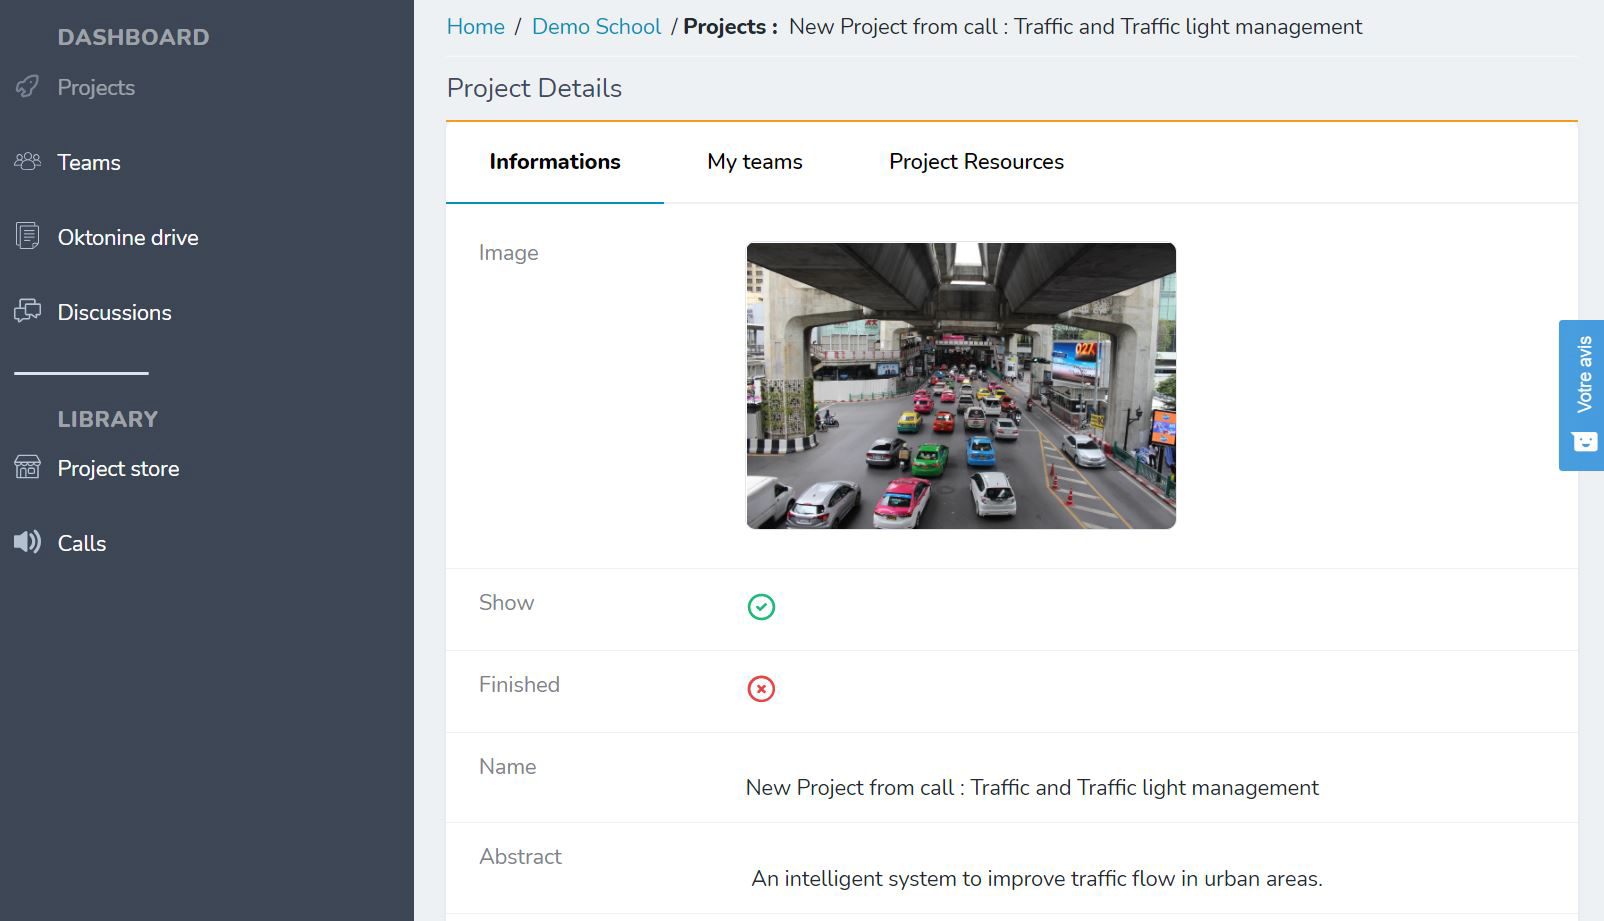 DASHBOARD
Projects
Teams
Oktonine drive
Discussions
LIBRARY
Project store
Calls
Home / Demo School / Projects : New Project from call : Traffic and Traffic light management
Project Details
Informations My teams Project Resources
Image
Show
Finished
Name
New Project from call : Traffic and Traffic light management
Abstract
An intelligent system to improve traffic flow in urban areas.
Votre avis